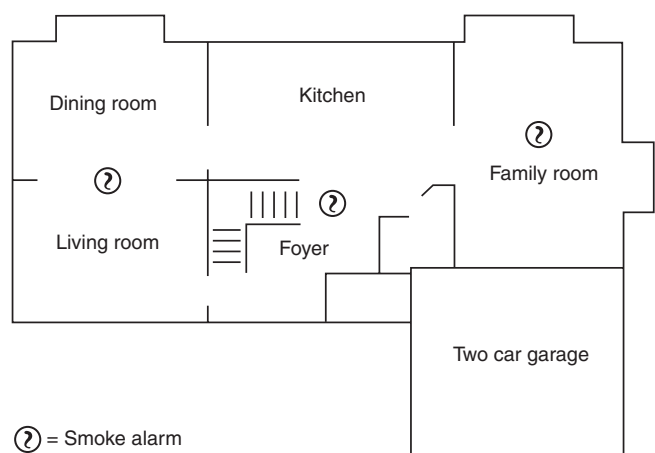 Dining room
Kitchen
Family room
Living room
Foyer
Two car garage
= Smoke alarm